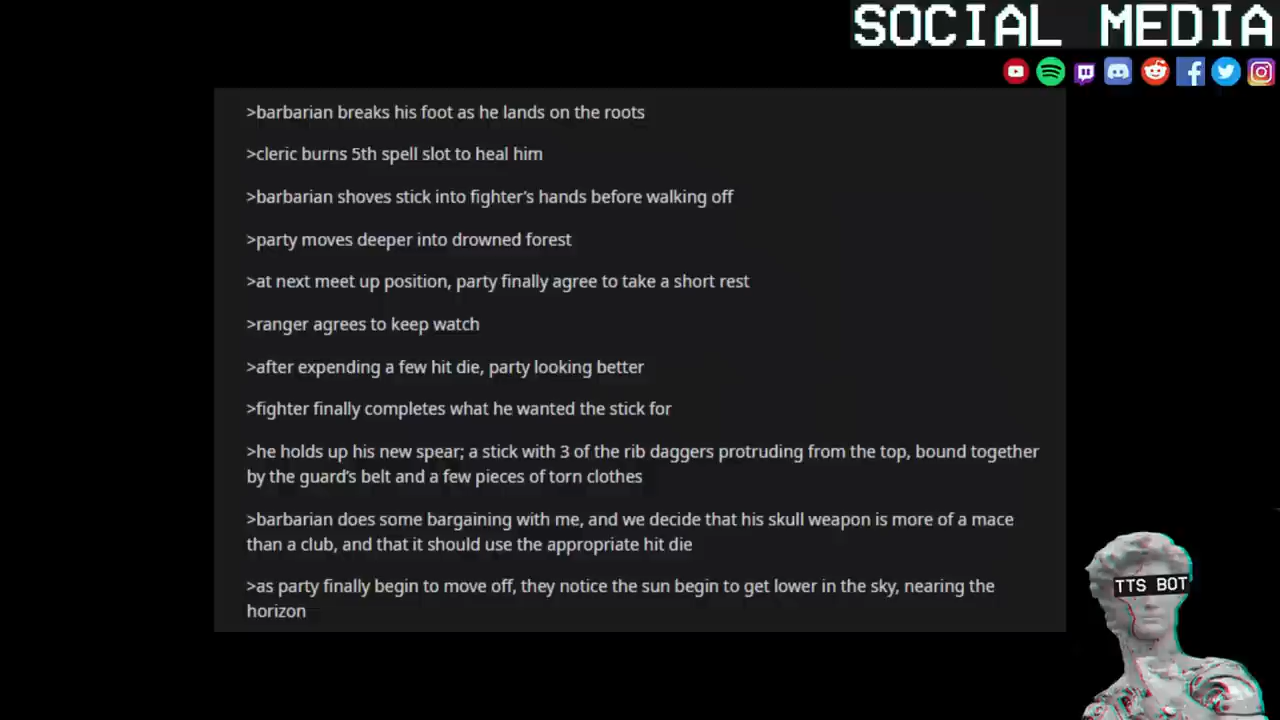 SOCIAL MEDIA
>barbarian breaks his foot as he lands on the roots
>cleric burns 5th spell slot to heal him
>barbarian shoves stick into fighter's hands before walking off
>party moves deeper into drowned forest
>at next meet up position, party finally agree to take a short rest
>ranger agrees to keep watch
>after expending a few hit die, party looking better
>fighter finally completes what he wanted the stick for
>he holds up his new spear; a stick with 3 of the rib daggers protruding from the top, bound together
by the guard's belt and a few pieces of torn clothes
>barbarian does some bargaining with me, and we decide that his skull weapon is more of a mace
than a club, and that it should use the appropriate hit die
>as party finally begin to move off, they notice the sun begin to get lower in the sky, nearing the
horizon
TTS BOT